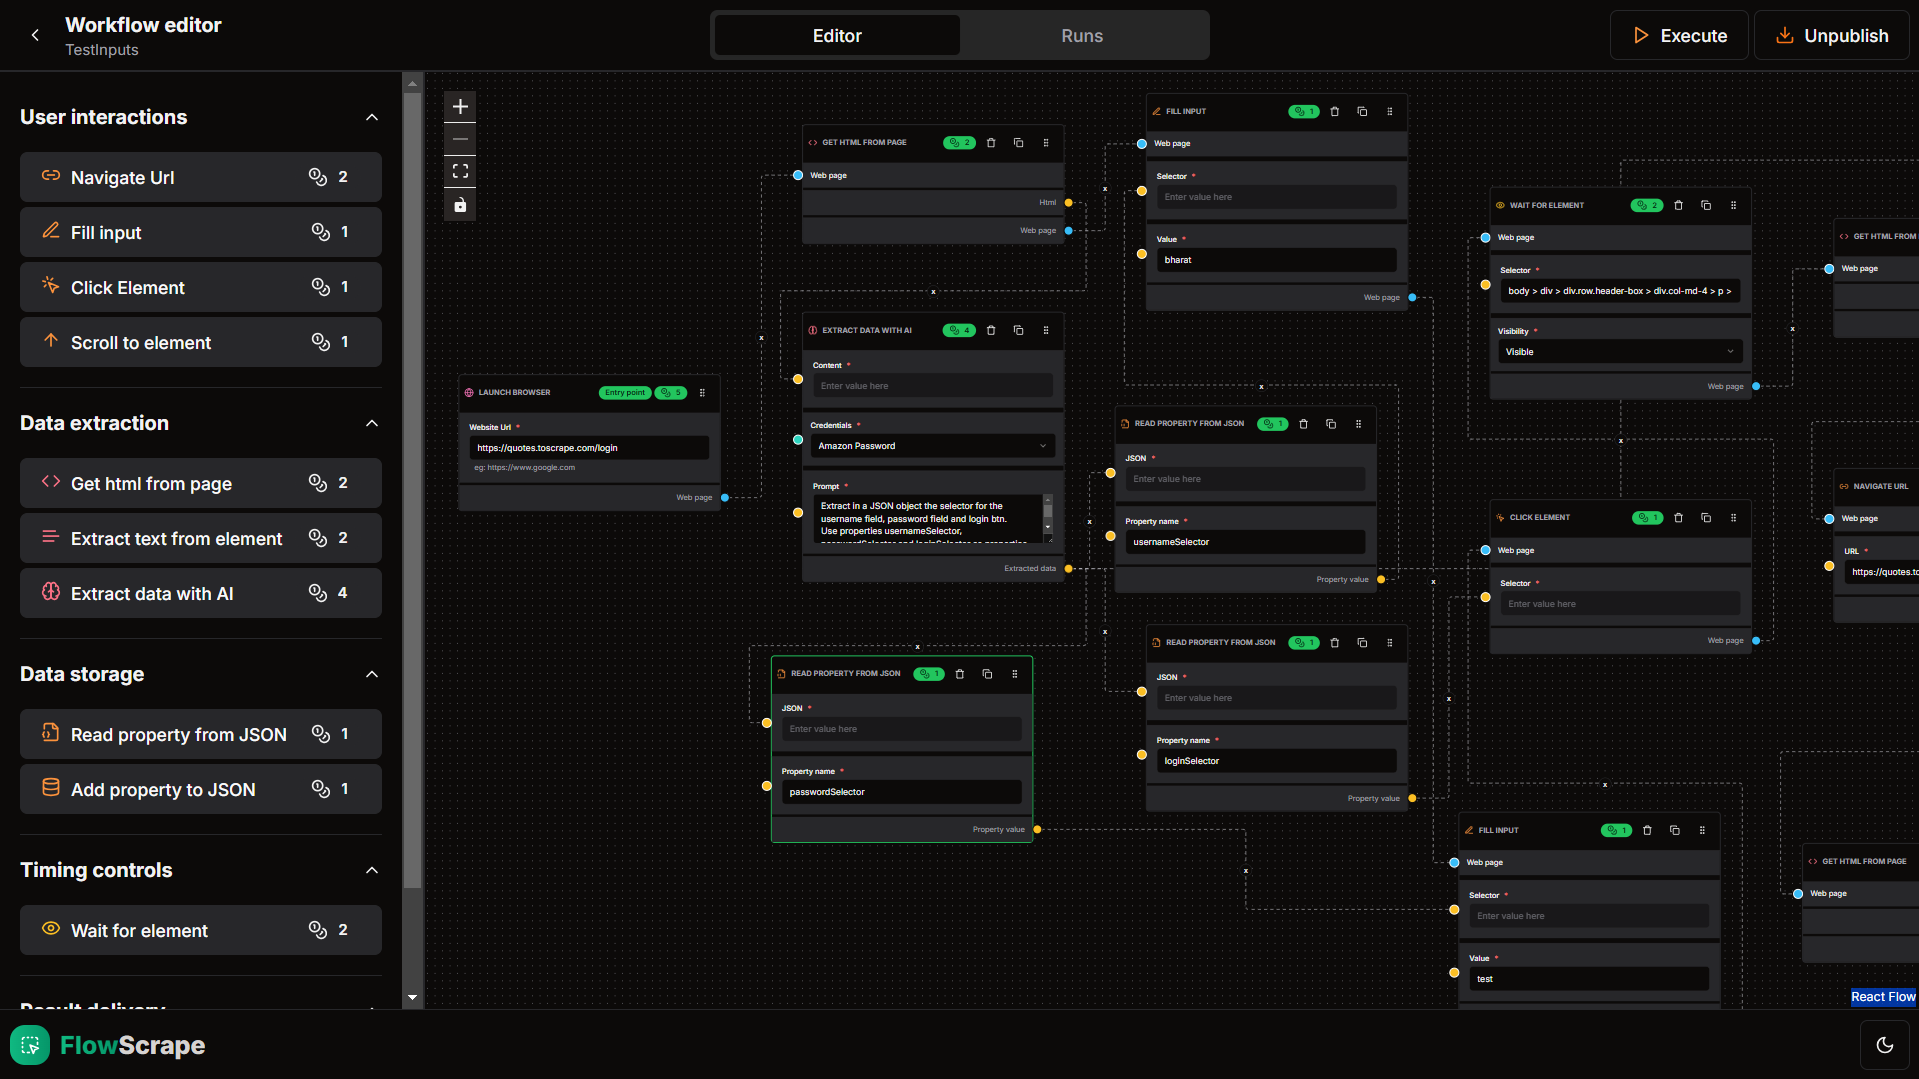 Workflow editor
TestInputs
Editor
Runs
Execute
Unpublish
User interactions
Navigate Url 2
Fill input 1
Click Element 1
Scroll to element 1
Data extraction
Get html from page 2
Extract text from element 2
Extract data with AI 4
Data storage
Read property from JSON 1
Add property to JSON 1
Timing controls
Wait for element 2
Result delivery
LAUNCH BROWSER Entry point 5
Website Url *
https://quotes.toscrape.com/login
eg: https://www.google.com
Web page
GET HTML FROM PAGE 2
Web page
Html
Web page
EXTRACT DATA WITH AI 4
Content *
Enter value here
Credentials *
Amazon Password
Prompt *
Extract in a JSON object the selector for the
username field, password field and login btn.
Use properties usernameSelector,
Extracted data
READ PROPERTY FROM JSON 1
JSON *
Enter value here
Property name *
passwordSelector
Property value
FILL INPUT 1
Web page
Selector *
Enter value here
Value *
bharat
Web page
READ PROPERTY FROM JSON 1
JSON *
Enter value here
Property name *
usernameSelector
Property value
READ PROPERTY FROM JSON 1
JSON *
Enter value here
Property name *
loginSelector
Property value
WAIT FOR ELEMENT 2
Web page
Selector *
body > div > div.row.header-box > div.col-md-4 > p >
Visibility *
Visible
Web page
CLICK ELEMENT 1
Web page
Selector *
Enter value here
Web page
FILL INPUT 1
Web page
Selector *
Enter value here
Value *
test
GET HTML FROM
Web page
NAVIGATE URL
Web page
URL *
https://quotes.to
GET HTML FROM PAGE
Web page
React Flow
FlowScrape